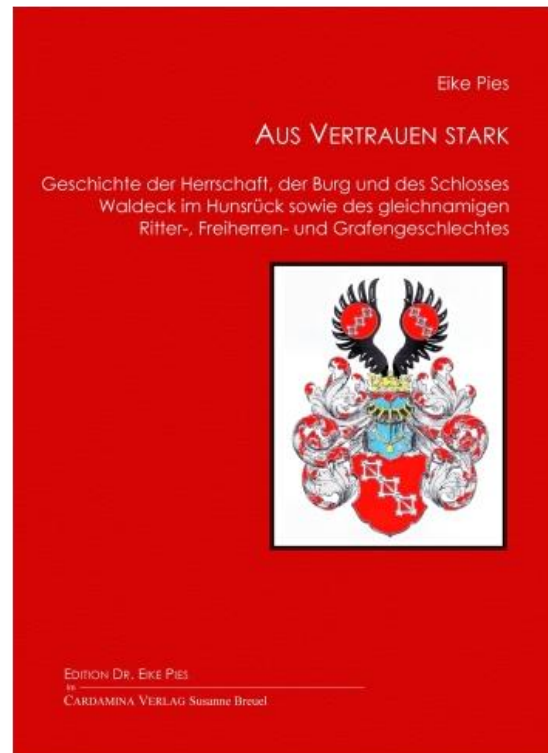 Eike Pies
AUS VERTRAUEN STARK
Geschichte der Herrschaft, der Burg und des Schlosses
Waldeck im Hunsrück sowie des gleichnamigen
Ritter-, Freiherren- und Grafengeschlechtes
EDITION DR. EIKE PIES
im
CARDAMINA VERLAG Susanne Breuel